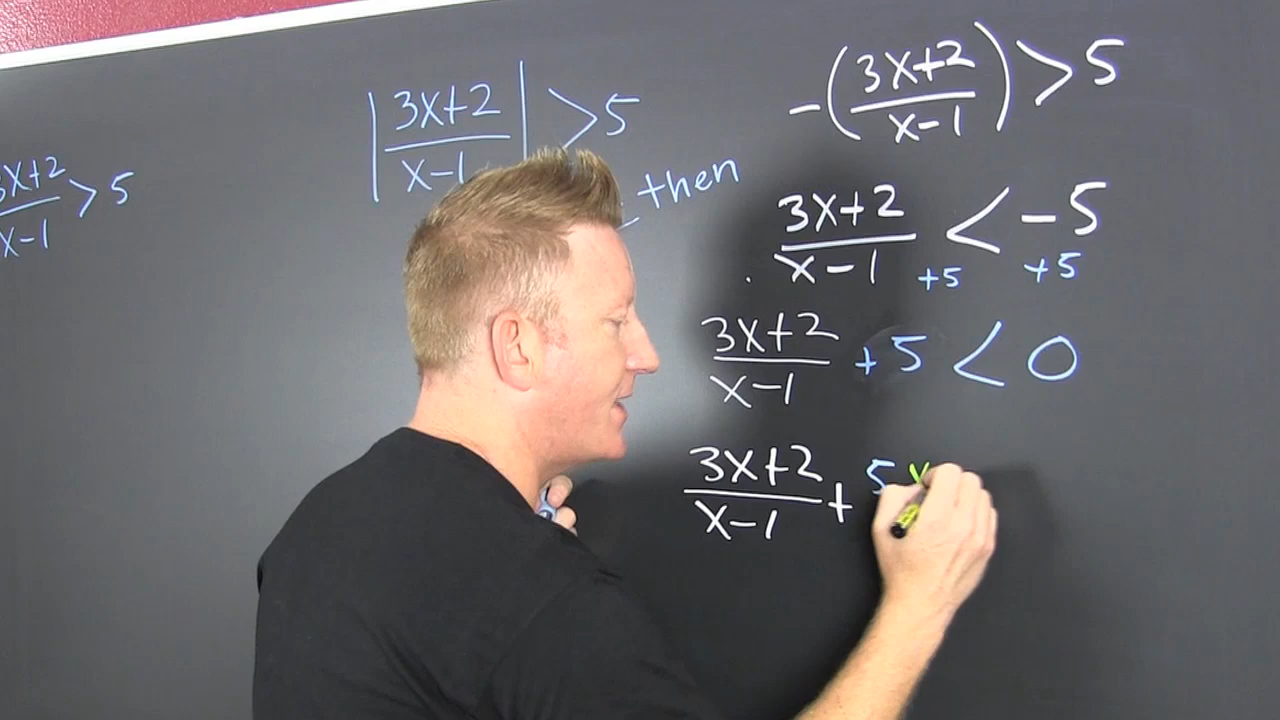 3x+2 / x-1 > 5
|3x+2 / x-1| > 5
then
-(3x+2 / x-1) > 5
3x+2 / x-1 < -5
+5 +5
3x+2 / x-1 +5 < 0
3x+2 / x-1 + 5